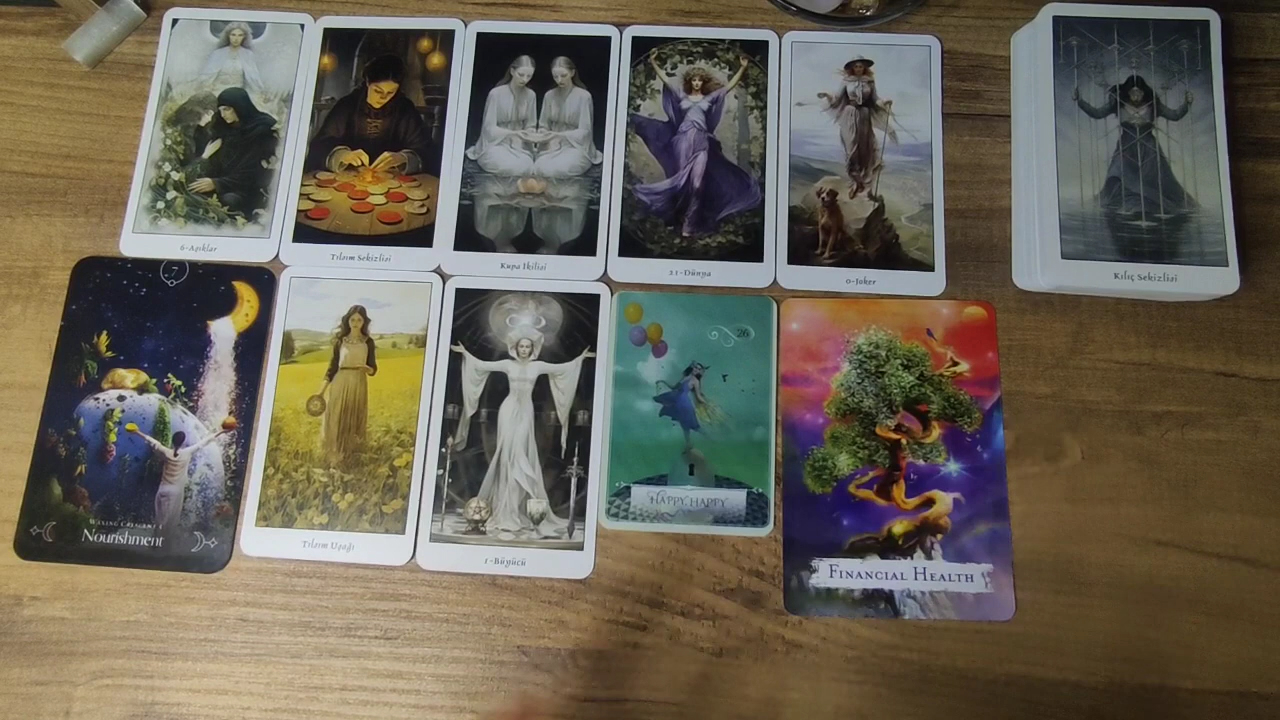 6-Aşıklar
Tılsım Sekizlisi
Kupa İkilisi
21-Dünya
0-Joker
Kılıç Sekizlisi
7
WAXING CRESCENT
Nourishment
Tılsım Uşağı
1-Büyücü
26
HAPPY, HAPPY
FINANCIAL HEALTH